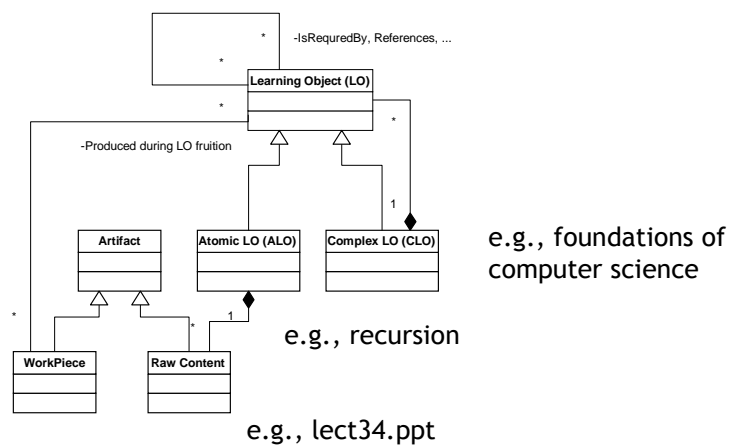 *
-IsRequredBy, References, ...
*
Learning Object (LO)
*
*
-Produced during LO fruition
1
Artifact
Atomic LO (ALO)
Complex LO (CLO)
e.g., foundations of
computer science
*
1
*
e.g., recursion
WorkPiece
Raw Content
e.g., lect34.ppt